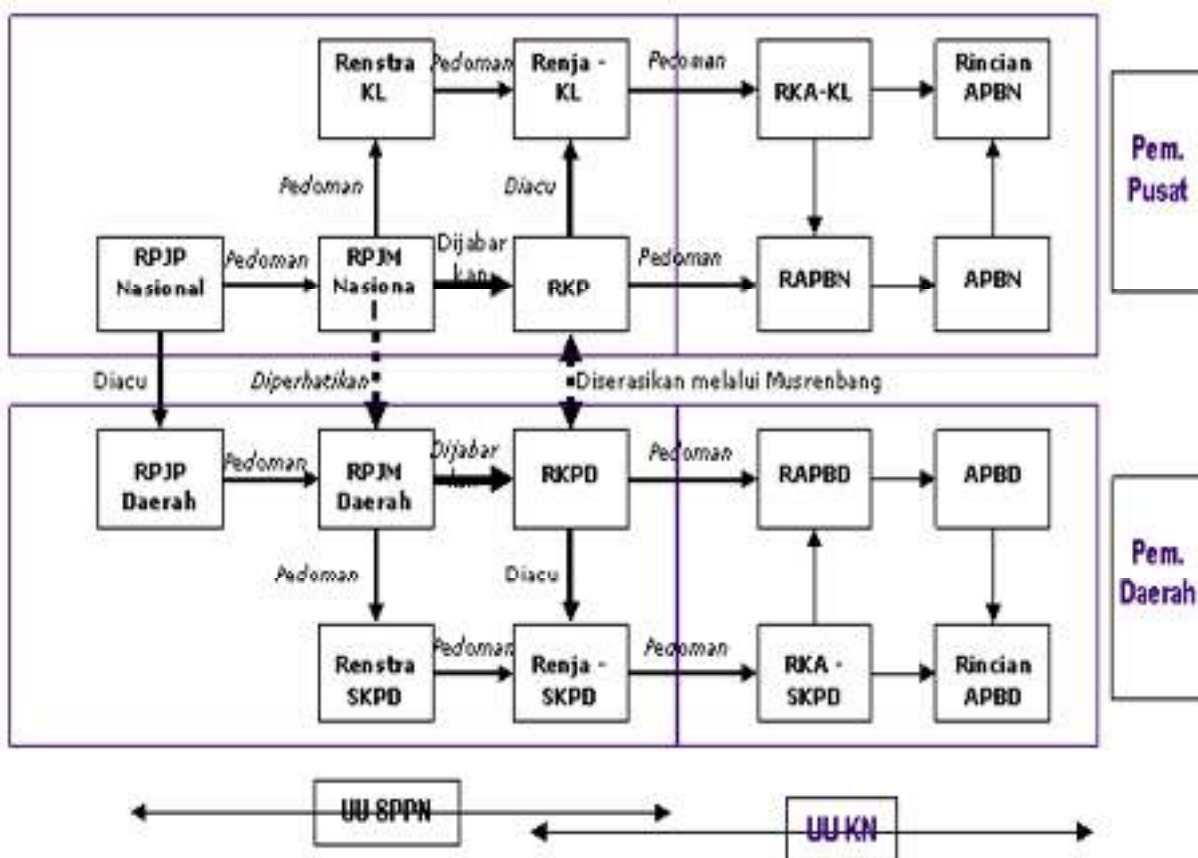 Renstra
KL
Pedoman
Renja -
KL
Pedoman
RKA-KL
Rincian
APBN
Pem.
Pusat
Pedoman
Diacu
RPJP
Nasional
Pedoman
RPJM
Nasiona
Dijabar
kan
RKP
Pedoman
RAPBN
APBN
Diacu
Diperhatikan
Diserasikan melalui Musrenbang
RPJP
Daerah
Pedoman
RPJM
Daerah
Dijabar
RKPD
Pedoman
RAPBD
APBD
Pem.
Daerah
Pedoman
Diacu
Renstra
SKPD
Pedoman
Renja -
SKPD
Pedoman
RKA -
SKPD
Rincian
APBD
UU SPPN
UU KN